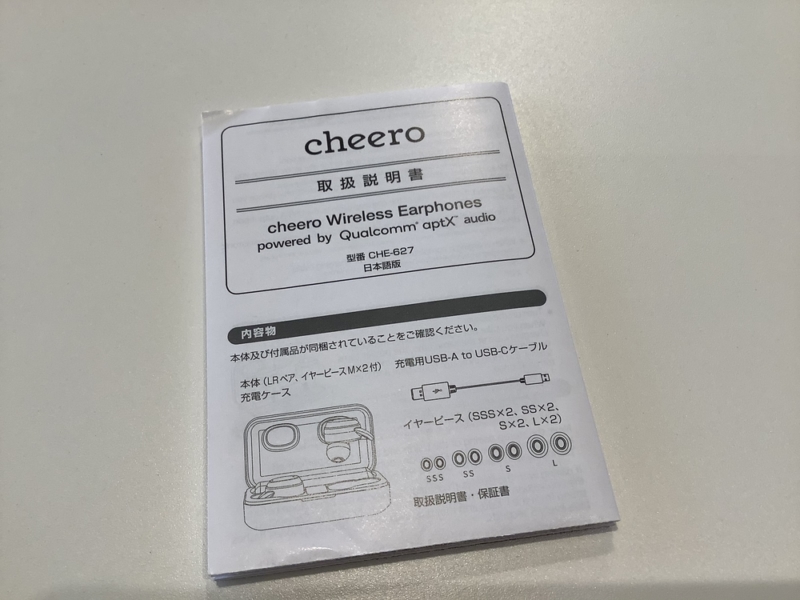 cheero
取扱説明書
cheero Wireless Earphones
powered by Qualcomm® aptX™ audio
型番 CHE-627
日本語版
内容物
本体及び付属品が同梱されていることをご確認ください。
本体（LRペア、イヤーピースM×2付）
充電ケース
充電用USB-A to USB-Cケーブル
イヤーピース（SSS×2、SS×2、
S×2、L×2）
SSS SS S L
取扱説明書・保証書